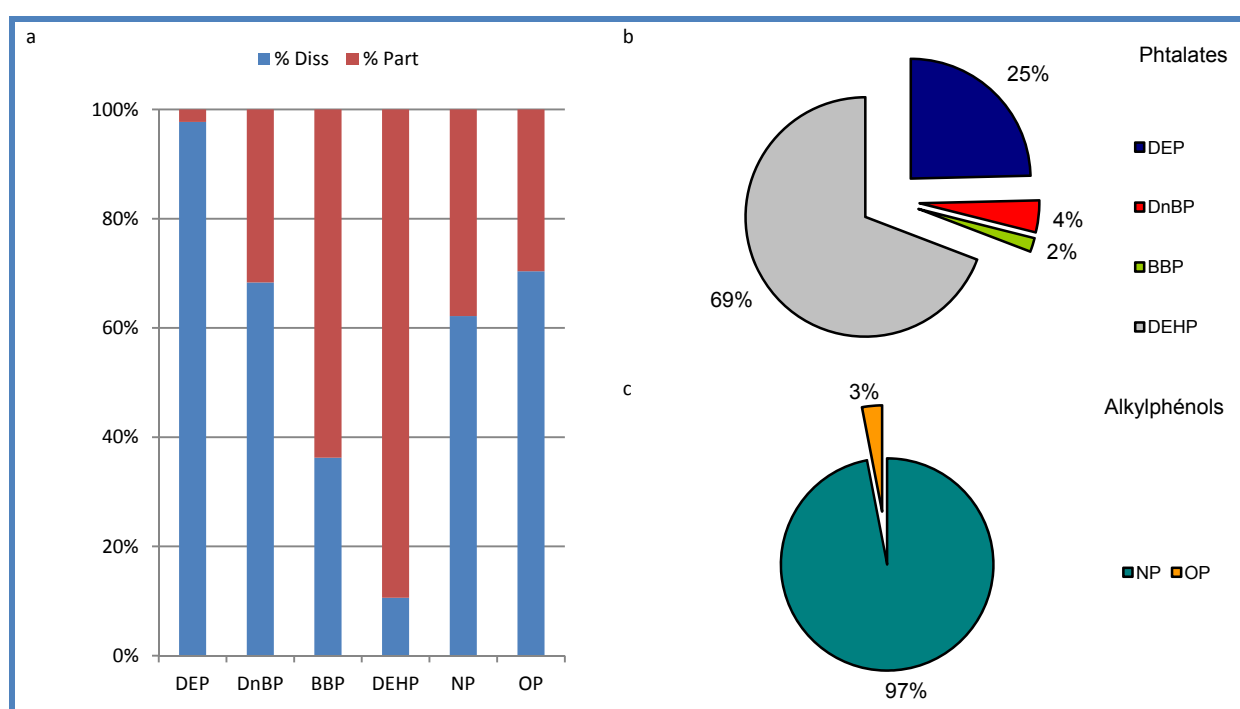 a
% Diss % Part
100%
80%
60%
40%
20%
0%
DEP DnBP BBP DEHP NP OP
b
Phtalates
25%
4%
2%
69%
DEP
DnBP
BBP
DEHP
c
Alkylphénols
3%
97%
NP OP